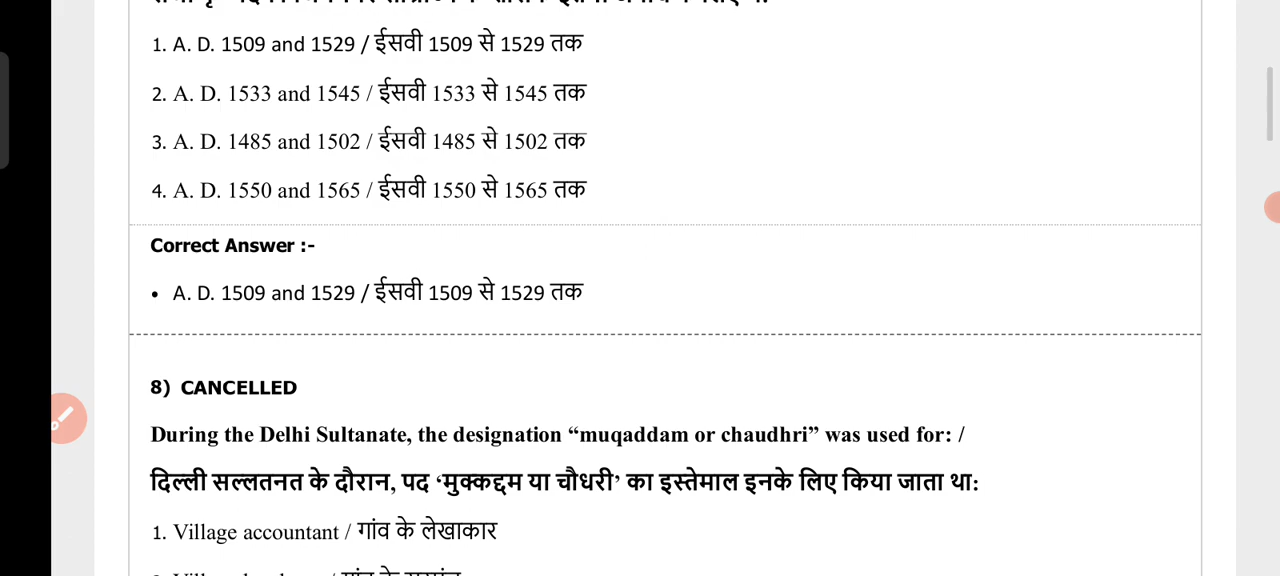 1. A. D. 1509 and 1529 / ईसवी 1509 से 1529 तक
2. A. D. 1533 and 1545 / ईसवी 1533 से 1545 तक
3. A. D. 1485 and 1502 / ईसवी 1485 से 1502 तक
4. A. D. 1550 and 1565 / ईसवी 1550 से 1565 तक
Correct Answer :-
• A. D. 1509 and 1529 / ईसवी 1509 से 1529 तक
8) CANCELLED
During the Delhi Sultanate, the designation “muqaddam or chaudhri” was used for: /
दिल्ली सल्लतनत के दौरान, पद ‘मुक्कद्दम या चौधरी’ का इस्तेमाल इनके लिए किया जाता था:
1. Village accountant / गांव के लेखाकार